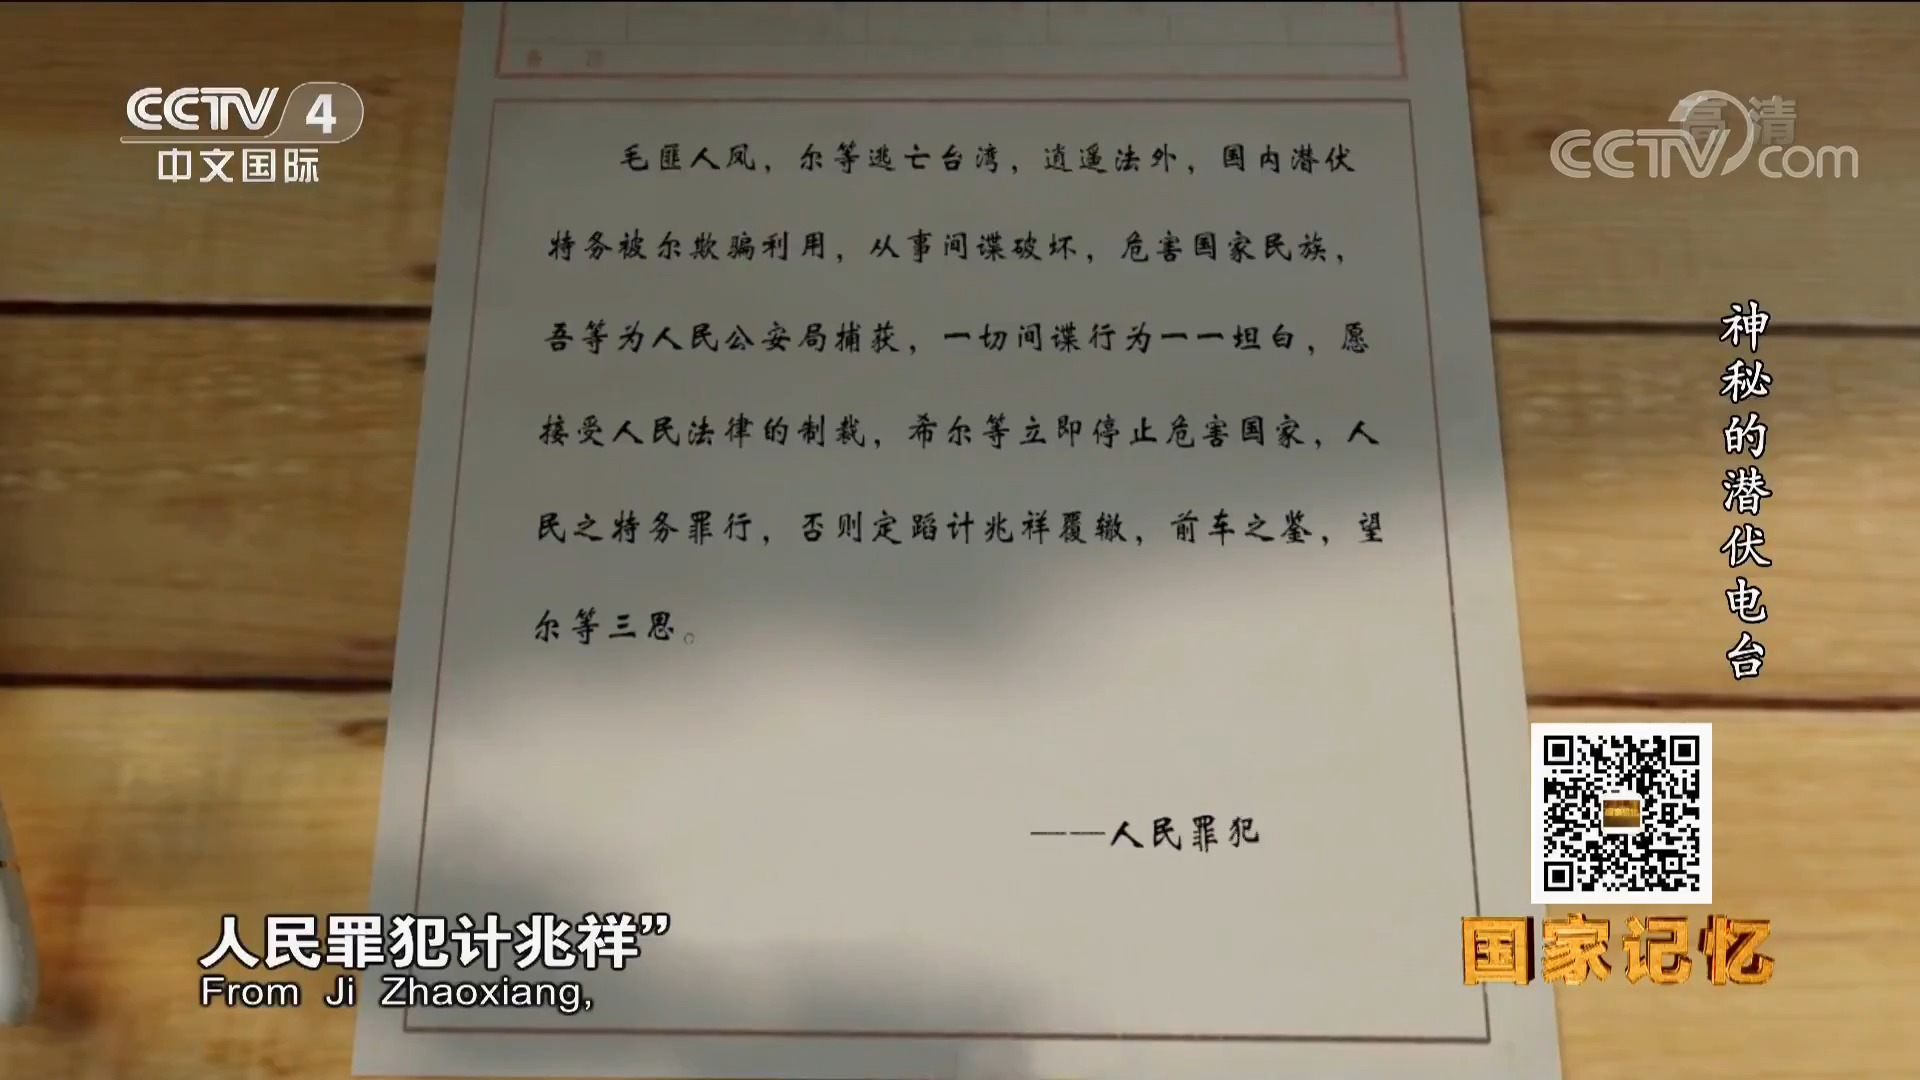 CCTV 4
中文国际
高清
CCTV com
毛匪人凤，尔等逃亡台湾，逍遥法外，国内潜伏
特务被尔欺骗利用，从事间谍破坏，危害国家民族，
吾等为人民公安局捕获，一切间谍行为一一坦白，愿
接受人民法律的制裁，希尔等立即停止危害国家，人
民之特务罪行，否则定蹈计兆祥覆辙，前车之鉴，望
尔等三思。
——人民罪犯
神秘的潜伏电台
国家记忆
人民罪犯计兆祥”
From Ji Zhaoxiang,